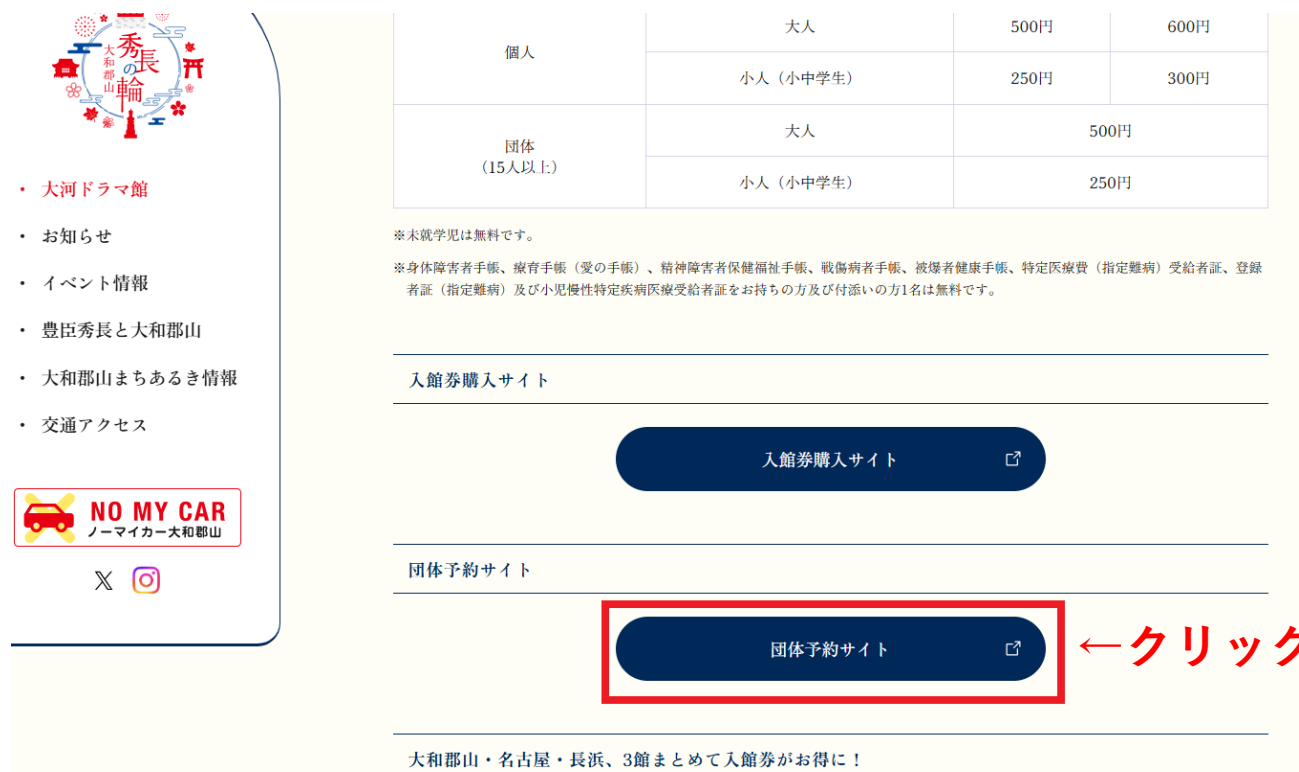 秀長の輪
大和郡山
・ 大河ドラマ館
・ お知らせ
・ イベント情報
・ 豊臣秀長と大和郡山
・ 大和郡山まちあるき情報
・ 交通アクセス
NO MY CAR
ノーマイカー大和郡山
個人
大人 500円 600円
小人（小中学生） 250円 300円
団体
（15人以上）
大人 500円
小人（小中学生） 250円
※未就学児は無料です。
※身体障害者手帳、療育手帳（愛の手帳）、精神障害者保健福祉手帳、戦傷病者手帳、被爆者健康手帳、特定医療費（指定難病）受給者証、登録
者証（指定難病）及び小児慢性特定疾病医療受給者証をお持ちの方及び付添いの方1名は無料です。
入館券購入サイト
入館券購入サイト
団体予約サイト
団体予約サイト
←クリック
大和郡山・名古屋・長浜、3館まとめて入館券がお得に！